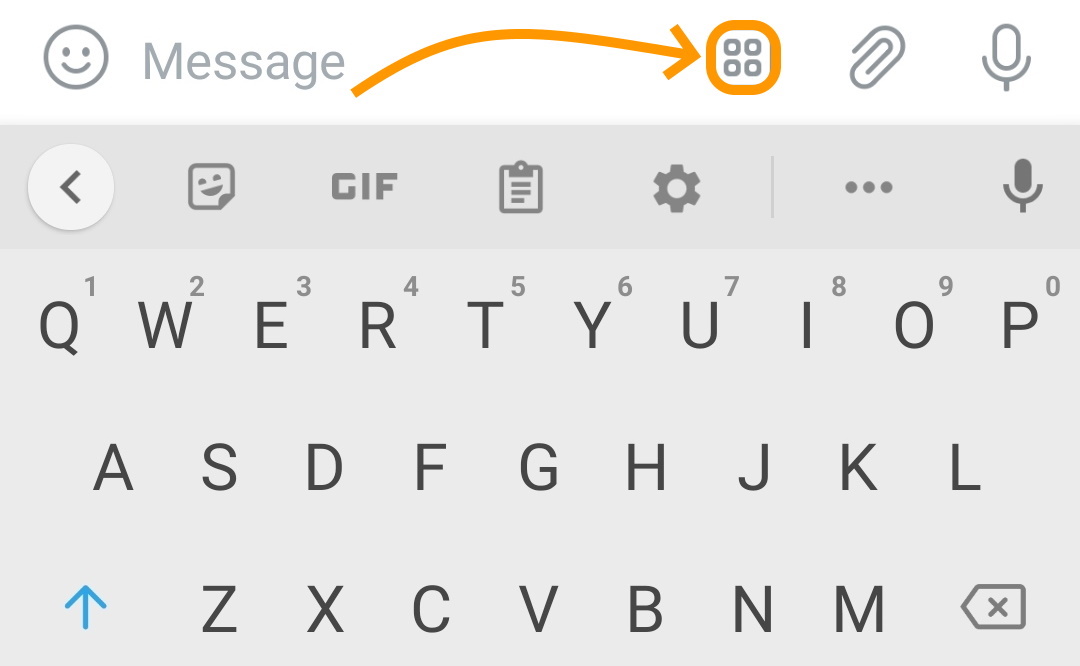 Message
GIF
1 2 3 4 5 6 7 8 9 0
Q W E R T Y U I O P
A S D F G H J K L
Z X C V B N M